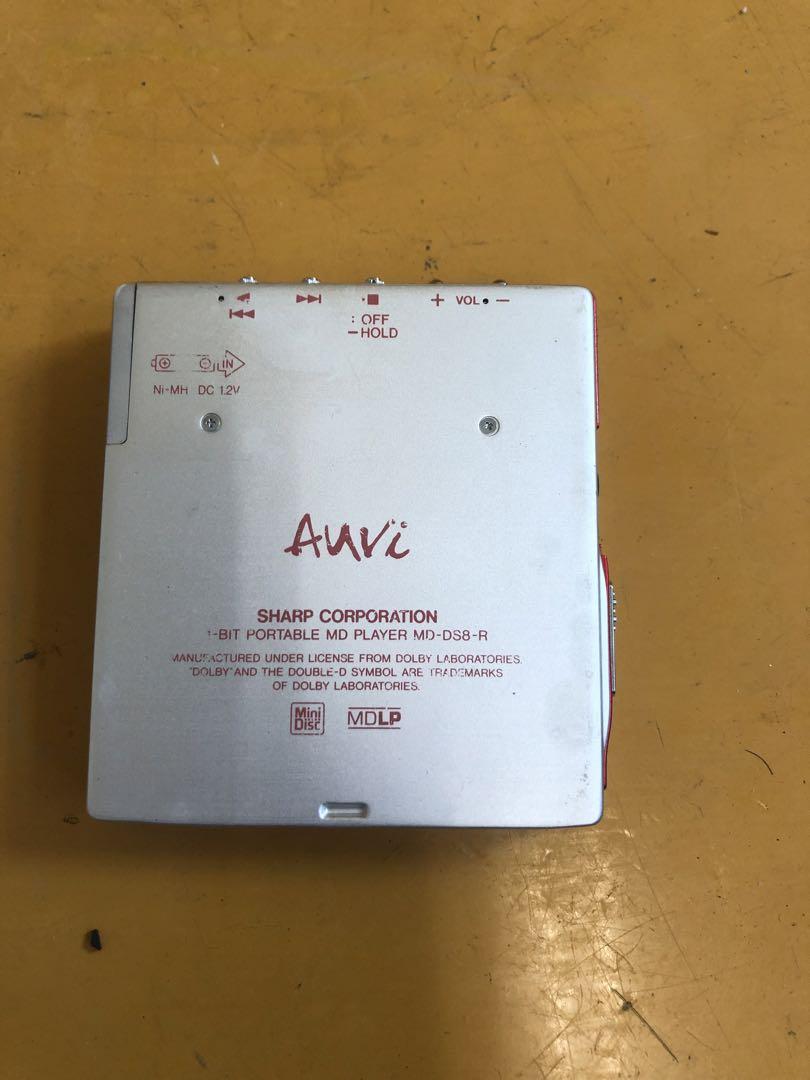 VOL
+ −
: OFF
−HOLD
IN
Ni-MH DC 1.2V
Auvi
SHARP CORPORATION
1-BIT PORTABLE MD PLAYER MD-DS8-R
MANUFACTURED UNDER LICENSE FROM DOLBY LABORATORIES.
"DOLBY" AND THE DOUBLE-D SYMBOL ARE TRADEMARKS
OF DOLBY LABORATORIES.
Mini
Disc
MDLP